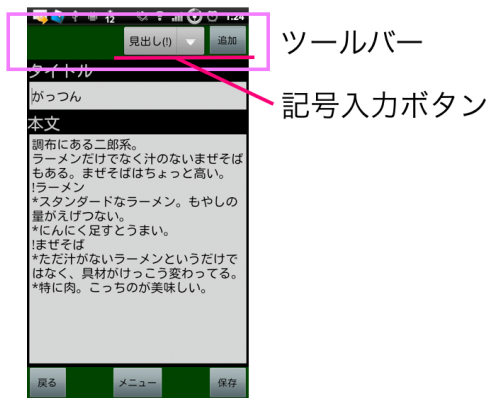 12 1:24
見出し(!) 追加
ツールバー
タイトル
がっつん
記号入力ボタン
本文
調布にある二郎系。
ラーメンだけでなく汁のないまぜそば
もある。まぜそばはちょっと高い。
!ラーメン
*スタンダードなラーメン。もやしの
量がえげつない。
*にんにく足すとうまい。
!まぜそば
*ただ汁がないラーメンというだけで
はなく、具材がけっこう変わってる。
*特に肉。こっちのが美味しい。
戻る メニュー 保存